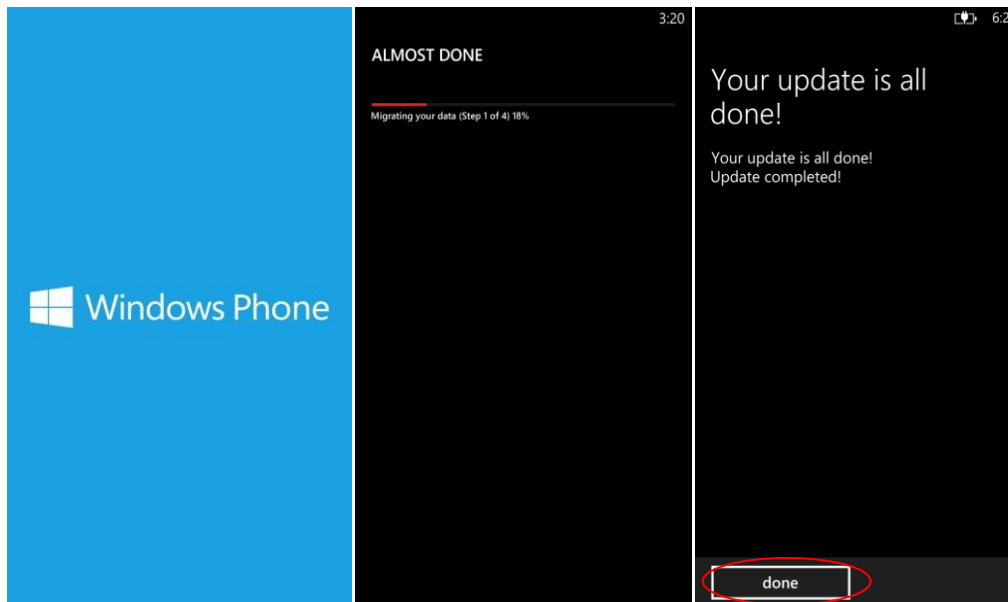 Windows Phone
3:20
ALMOST DONE
Migrating your data (Step 1 of 4) 18%
Your update is all
done!
Your update is all done!
Update completed!
done